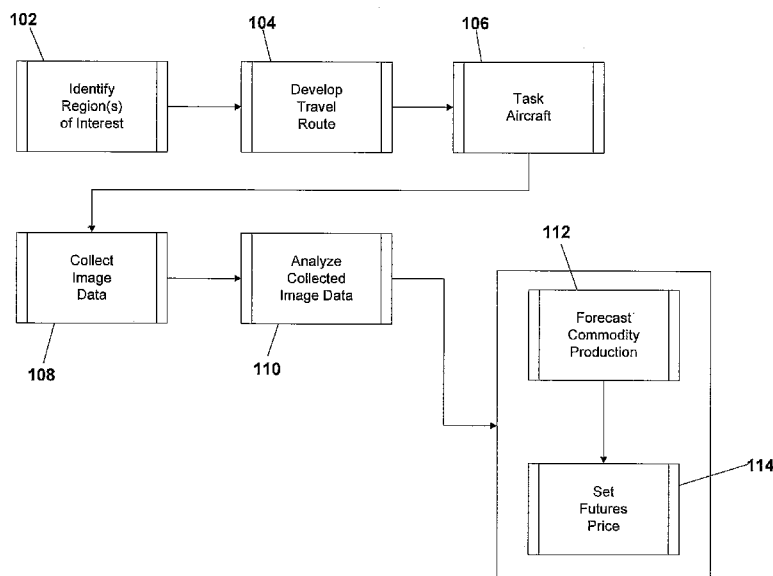 102
104
106
Identify
Region(s)
of Interest
Develop
Travel
Route
Task
Aircraft
Collect
Image
Data
Analyze
Collected
Image Data
108
110
112
Forecast
Commodity
Production
Set
Futures
Price
114